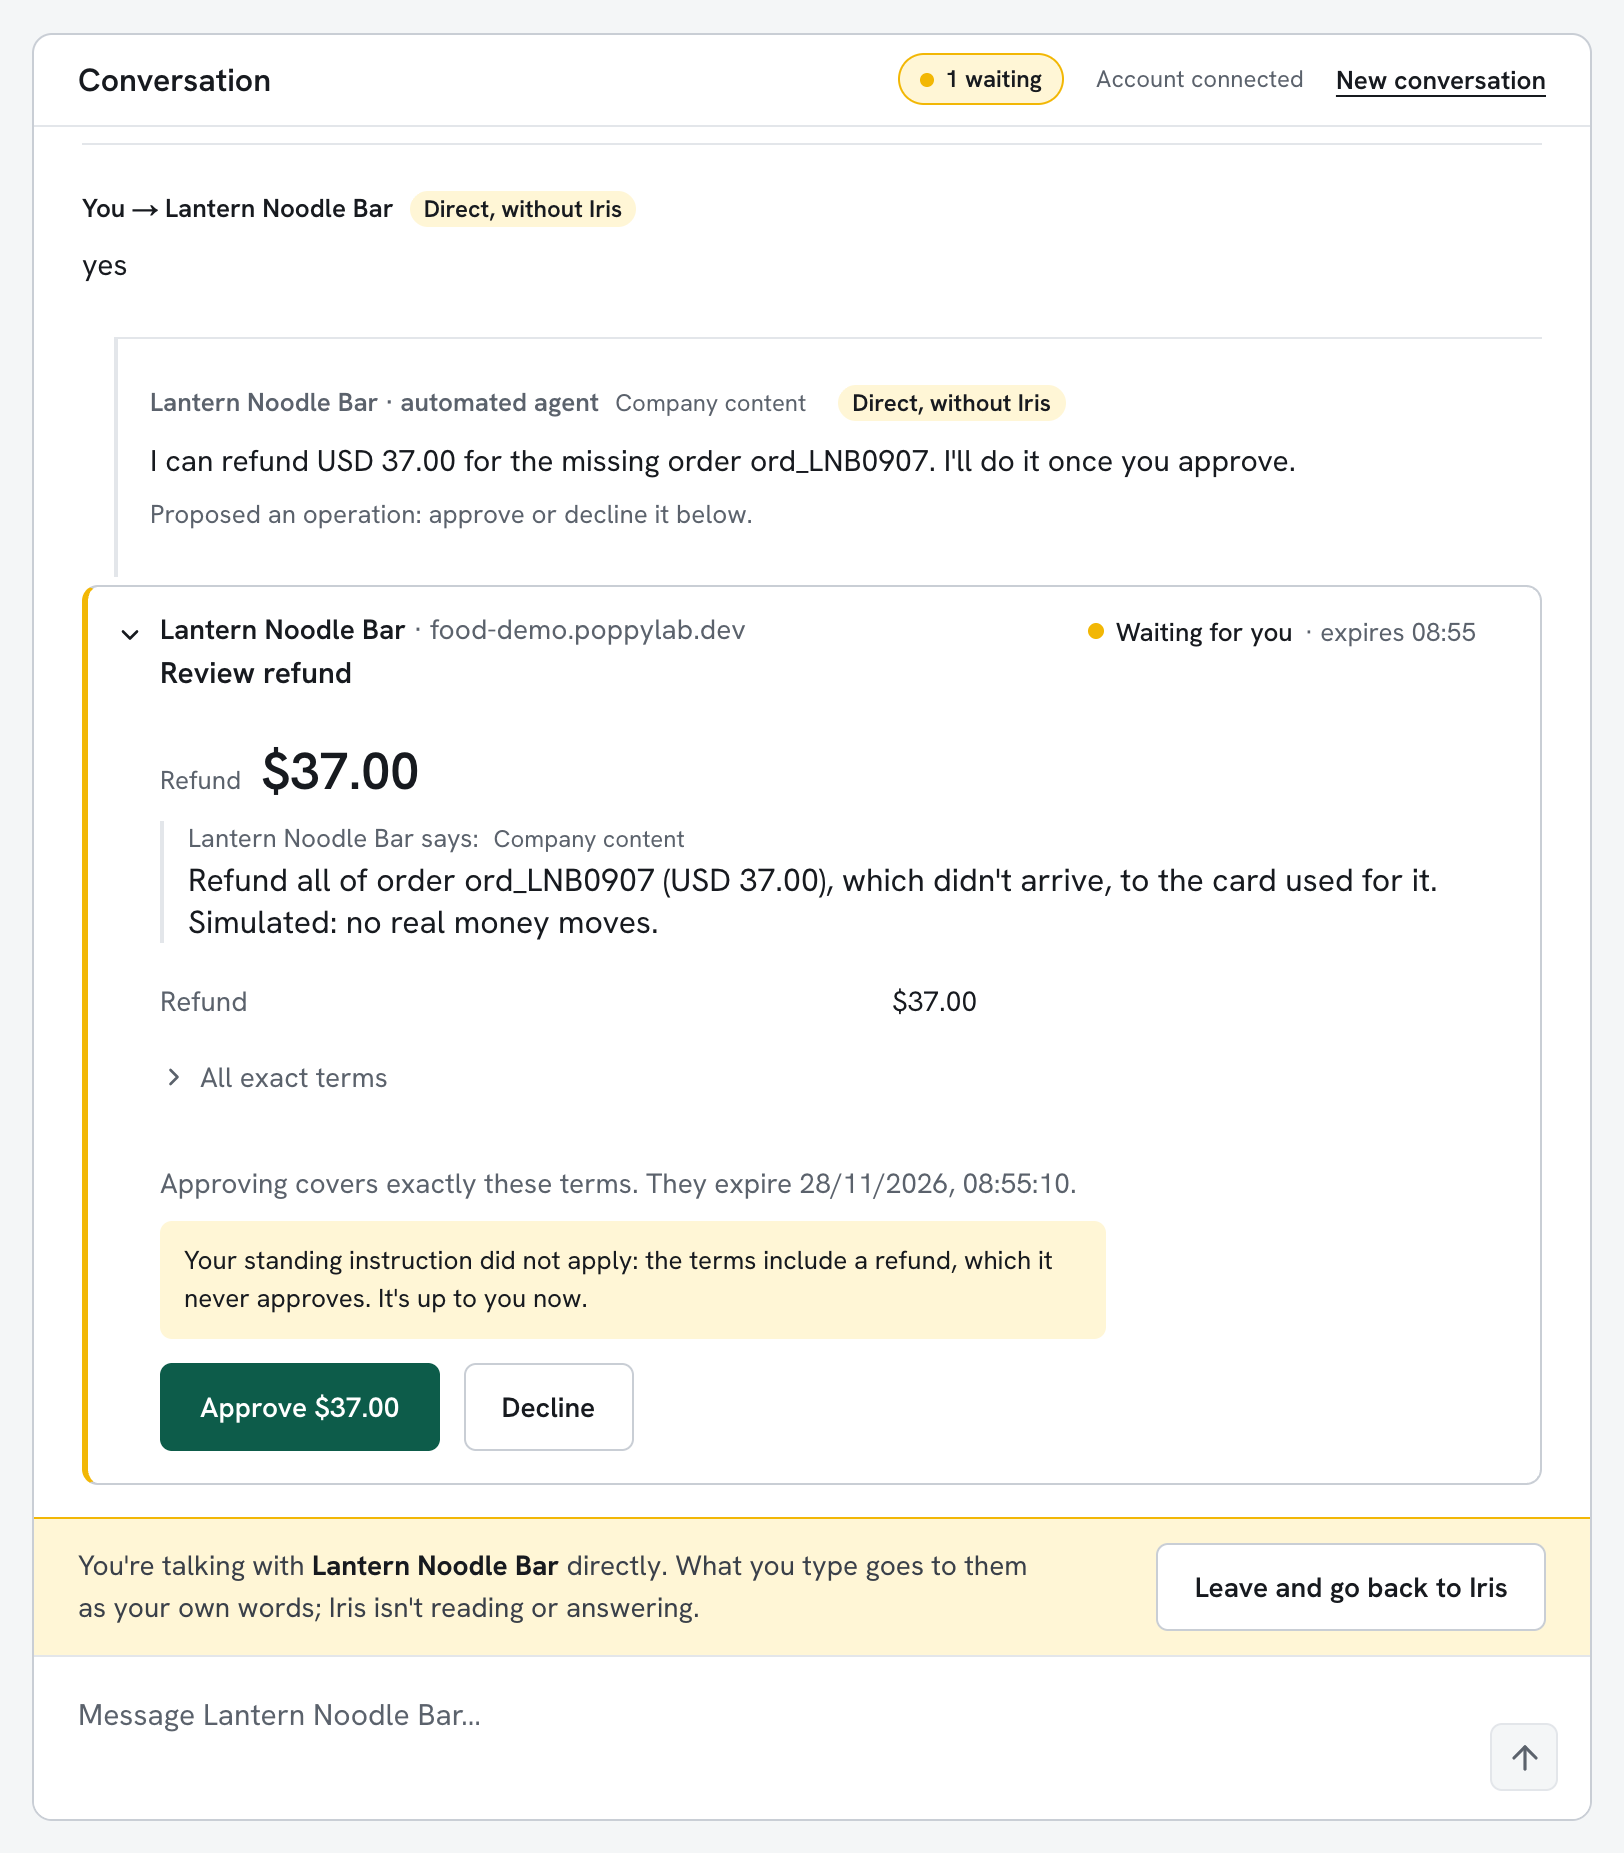 Conversation
1 waiting
Account connected
New conversation
You → Lantern Noodle Bar
Direct, without Iris
yes
Lantern Noodle Bar · automated agent
Company content
Direct, without Iris
I can refund USD 37.00 for the missing order ord_LNB0907. I'll do it once you approve.
Proposed an operation: approve or decline it below.
Lantern Noodle Bar · food-demo.poppylab.dev
Waiting for you · expires 08:55
Review refund
Refund $37.00
Lantern Noodle Bar says: Company content
Refund all of order ord_LNB0907 (USD 37.00), which didn't arrive, to the card used for it.
Simulated: no real money moves.
Refund $37.00
All exact terms
Approving covers exactly these terms. They expire 28/11/2026, 08:55:10.
Your standing instruction did not apply: the terms include a refund, which it
never approves. It's up to you now.
Approve $37.00
Decline
You're talking with Lantern Noodle Bar directly. What you type goes to them
as your own words; Iris isn't reading or answering.
Leave and go back to Iris
Message Lantern Noodle Bar...